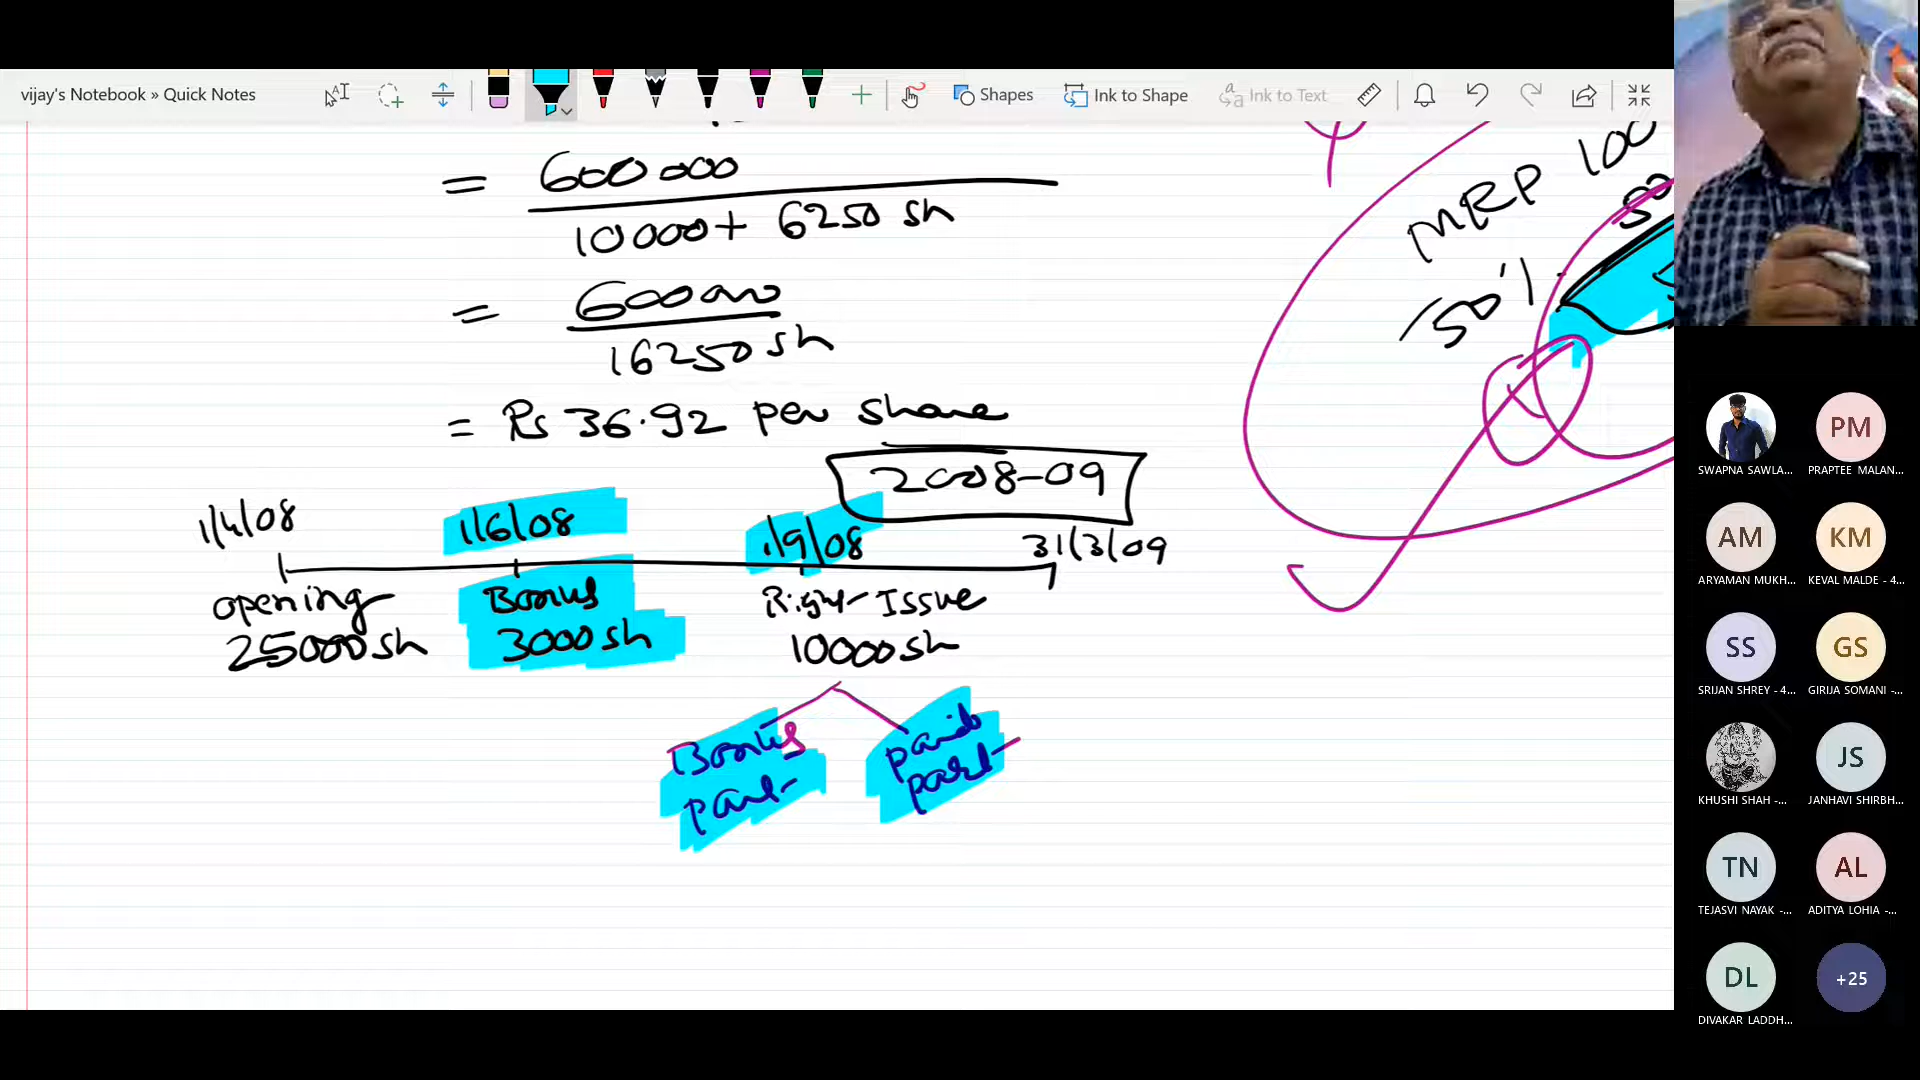 vijay's Notebook » Quick Notes
Shapes
Ink to Shape
Ink to Text
= 600000
10000+ 6250 sh
= 600000
16250 sh
= Rs 36.92 per share
2008-09
1/4/08
1/6/08
1/9/08
31/3/09
opening
25000 sh
Bonus
3000 sh
Right Issue
10000 sh
Bonus
part
paid
part
MRP 100
50
150%
SWAPNA SAWLA...
PM
PRAPTEE MALAN...
AM
ARYAMAN MUKH...
KM
KEVAL MALDE - 4...
SS
SRIJAN SHREY - 4...
GS
GIRIJA SOMANI -...
KHUSHI SHAH -...
JS
JANHAVI SHIRBH...
TN
TEJASVI NAYAK -...
AL
ADITYA LOHIA -...
DL
DIVAKAR LADDH...
+25